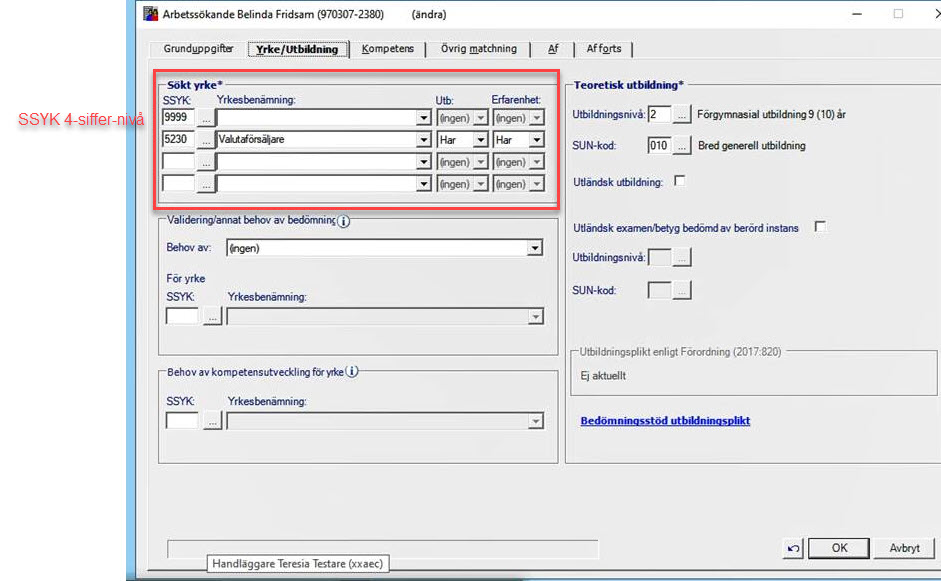 Arbetssökande Belinda Fridsam (970307-2380) (ändra)
Grunduppgifter Yrke/Utbildning Kompetens Övrig matchning Af Af forts
SSYK 4-siffer-nivå
Sökt yrke*
SSYK: Yrkesbenämning: Utb: Erfarenhet:
9999 ... (ingen) (ingen)
5230 ... Valutaförsäljare Har Har
... (ingen) (ingen)
... (ingen) (ingen)
Validering/annat behov av bedömning i
Behov av: (ingen)
För yrke
SSYK: Yrkesbenämning:
...
Behov av kompetensutveckling för yrke i
SSYK: Yrkesbenämning:
...
Teoretisk utbildning*
Utbildningsnivå: 2 ... Förgymnasial utbildning 9 (10) år
SUN-kod: 010 ... Bred generell utbildning
Utländsk utbildning:
Utländsk examen/betyg bedömd av berörd instans
Utbildningsnivå: ...
SUN-kod: ...
Utbildningsplikt enligt Förordning (2017:820)
Ej aktuellt
Bedömningsstöd utbildningsplikt
OK Avbryt
Handläggare Teresia Testare (xxaec)